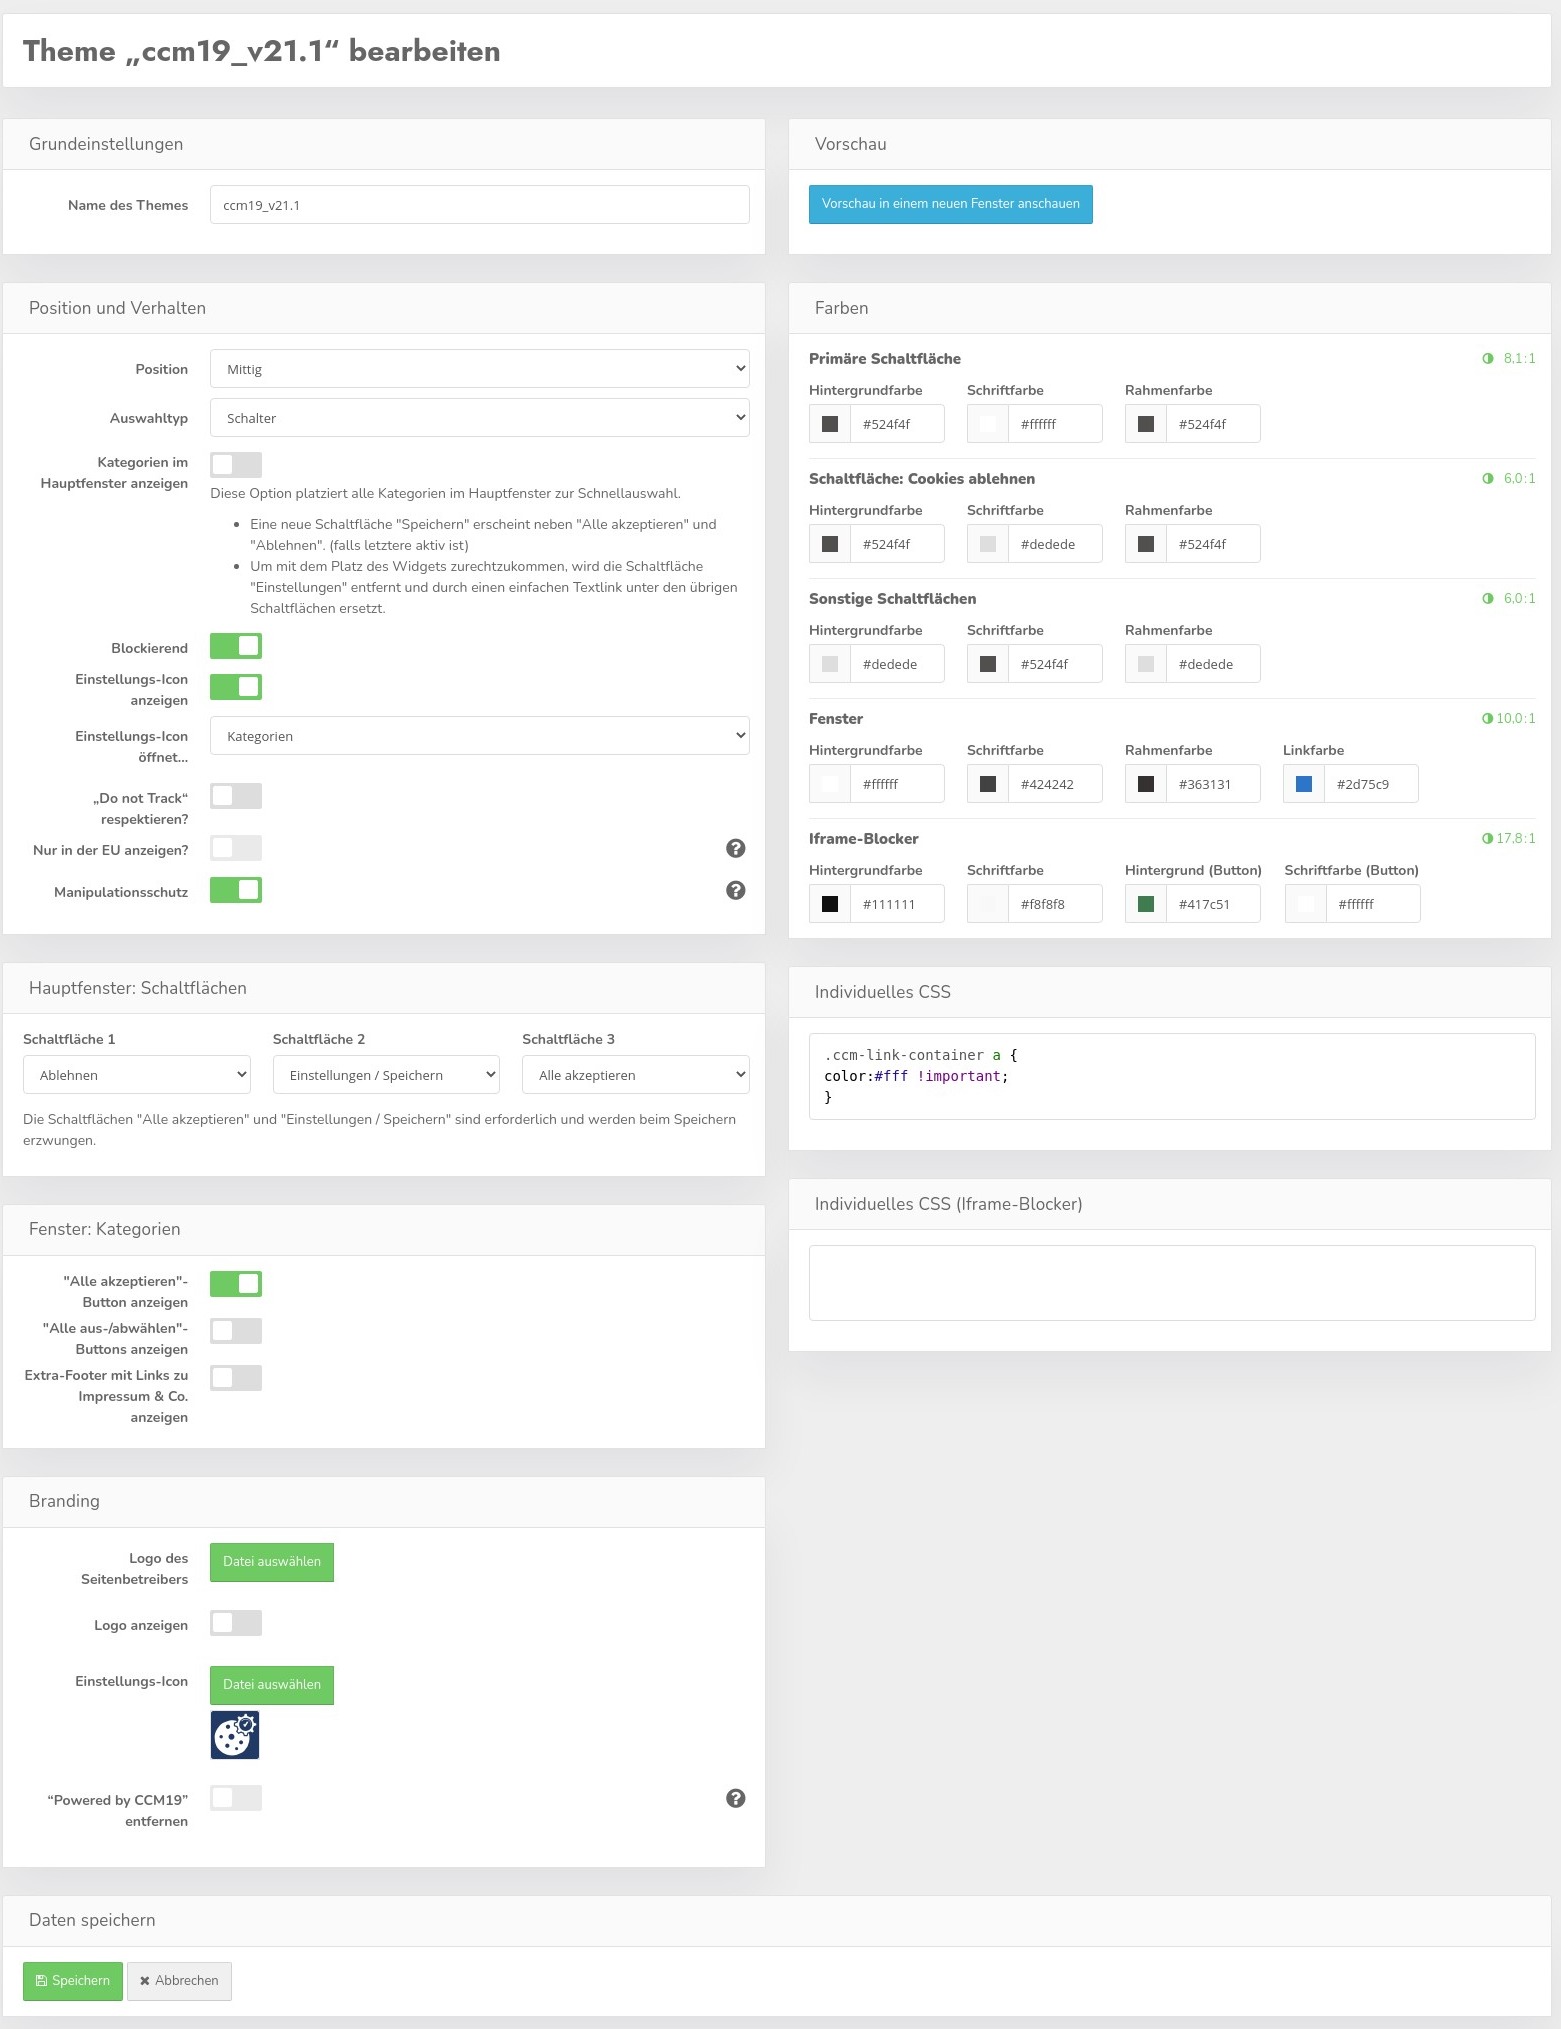 Theme „ccm19_v21.1“ bearbeiten
Grundeinstellungen
Name des Themes
ccm19_v21.1
Vorschau
Vorschau in einem neuen Fenster anschauen
Position und Verhalten
Position
Mittig
Auswahltyp
Schalter
Kategorien im
Hauptfenster anzeigen
Diese Option platziert alle Kategorien im Hauptfenster zur Schnellauswahl.
• Eine neue Schaltfläche "Speichern" erscheint neben "Alle akzeptieren" und
"Ablehnen". (falls letztere aktiv ist)
• Um mit dem Platz des Widgets zurechtzukommen, wird die Schaltfläche
"Einstellungen" entfernt und durch einen einfachen Textlink unter den übrigen
Schaltflächen ersetzt.
Blockierend
Einstellungs-Icon
anzeigen
Einstellungs-Icon
öffnet...
Kategorien
„Do not Track“
respektieren?
Nur in der EU anzeigen?
?
Manipulationsschutz
?
Farben
Primäre Schaltfläche
8,1:1
Hintergrundfarbe Schriftfarbe Rahmenfarbe
#524f4f #ffffff #524f4f
Schaltfläche: Cookies ablehnen
6,0:1
Hintergrundfarbe Schriftfarbe Rahmenfarbe
#524f4f #dedede #524f4f
Sonstige Schaltflächen
6,0:1
Hintergrundfarbe Schriftfarbe Rahmenfarbe
#dedede #524f4f #dedede
Fenster
10,0:1
Hintergrundfarbe Schriftfarbe Rahmenfarbe Linkfarbe
#ffffff #424242 #363131 #2d75c9
Iframe-Blocker
17,8:1
Hintergrundfarbe Schriftfarbe Hintergrund (Button) Schriftfarbe (Button)
#111111 #f8f8f8 #417c51 #ffffff
Hauptfenster: Schaltflächen
Schaltfläche 1 Schaltfläche 2 Schaltfläche 3
Ablehnen Einstellungen / Speichern Alle akzeptieren
Die Schaltflächen "Alle akzeptieren" und "Einstellungen / Speichern" sind erforderlich und werden beim Speichern
erzwungen.
Individuelles CSS
.ccm-link-container a {
color:#fff !important;
}
Individuelles CSS (Iframe-Blocker)
Fenster: Kategorien
"Alle akzeptieren"-
Button anzeigen
"Alle aus-/abwählen"-
Buttons anzeigen
Extra-Footer mit Links zu
Impressum & Co.
anzeigen
Branding
Logo des
Seitenbetreibers
Datei auswählen
Logo anzeigen
Einstellungs-Icon
Datei auswählen
“Powered by CCM19”
entfernen
?
Daten speichern
Speichern
Abbrechen